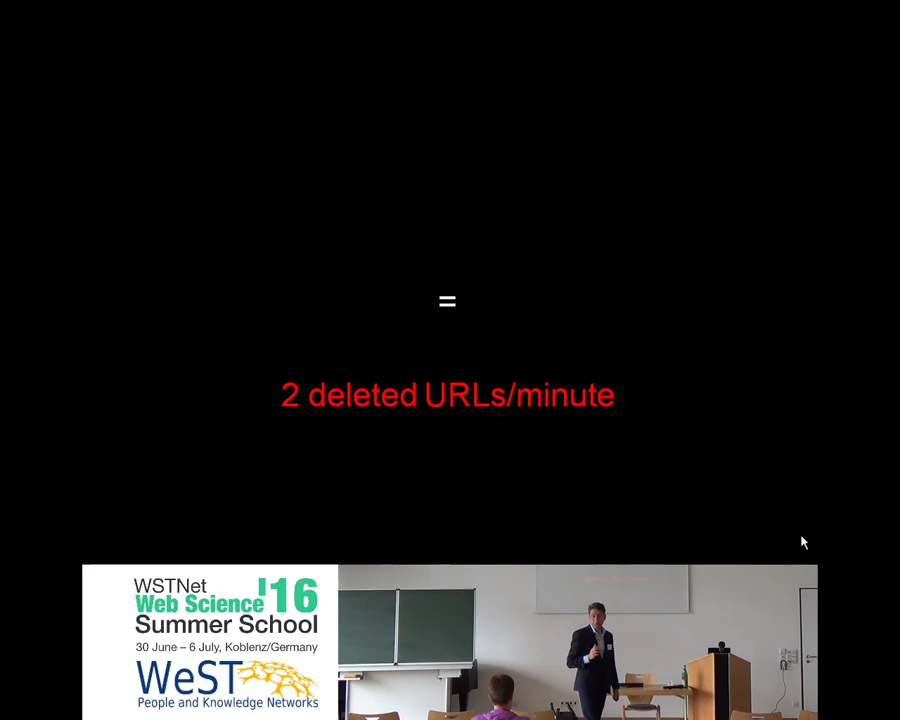 =
2 deleted URLs/minute
WSTNet
Web Science '16
Summer School
30 June – 6 July, Koblenz/Germany
WeST
People and Knowledge Networks